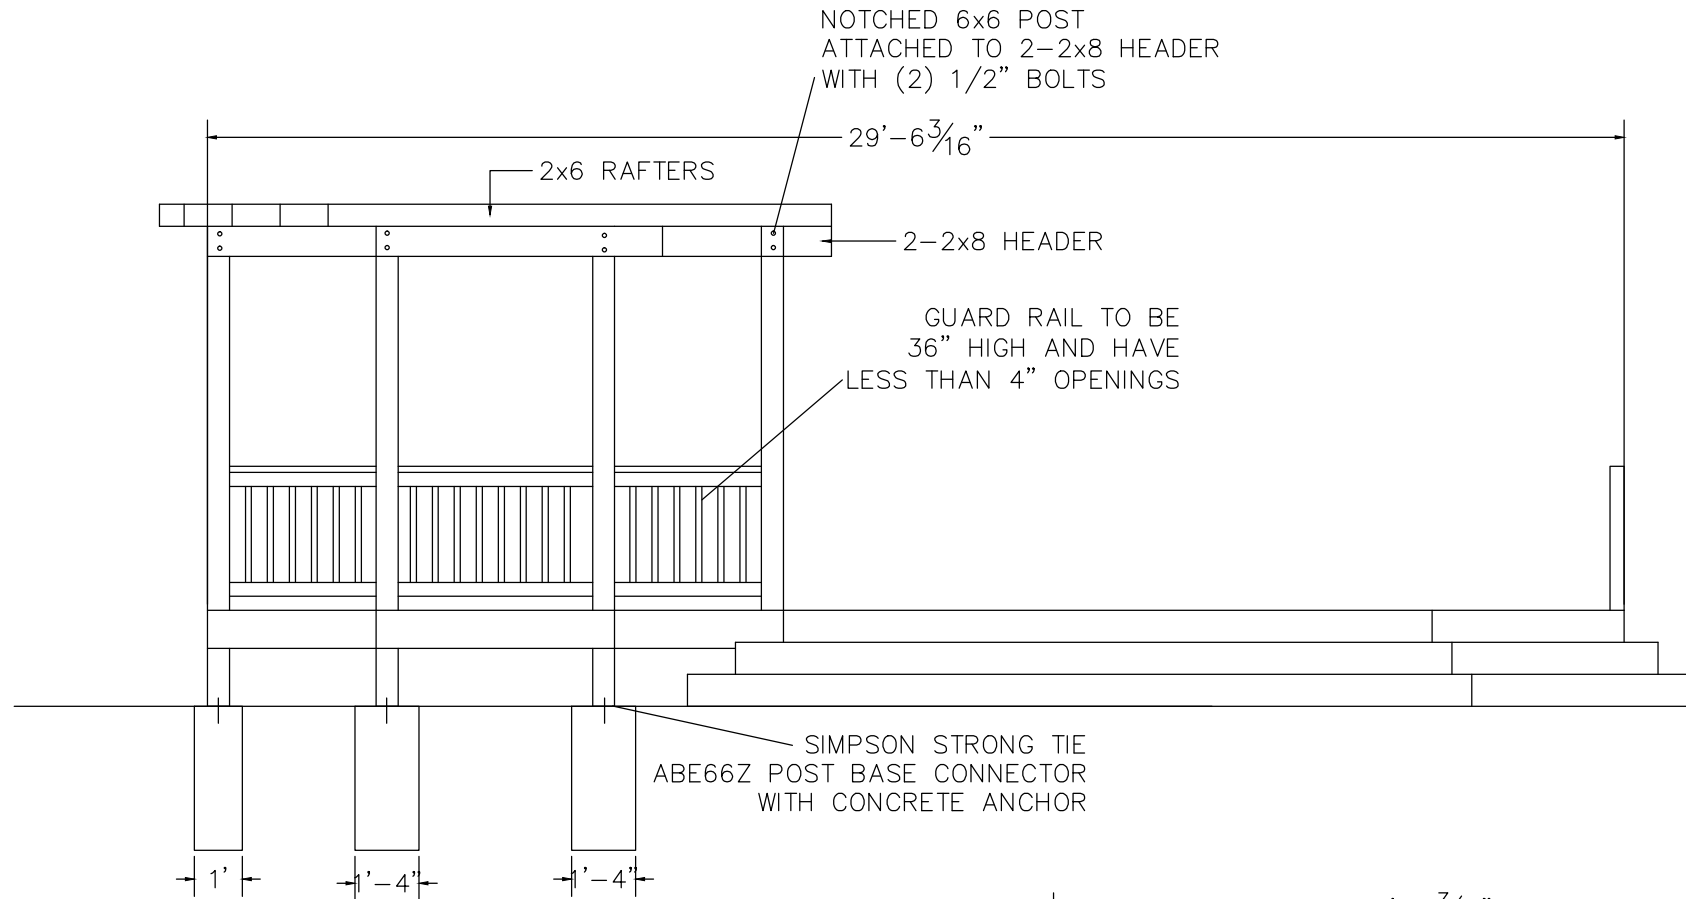 NOTCHED 6x6 POST
ATTACHED TO 2-2x8 HEADER
WITH (2) 1/2" BOLTS
29'-6 3/16"
2x6 RAFTERS
2-2x8 HEADER
GUARD RAIL TO BE
36" HIGH AND HAVE
LESS THAN 4" OPENINGS
SIMPSON STRONG TIE
ABE66Z POST BASE CONNECTOR
WITH CONCRETE ANCHOR
1'
1'-4"
1'-4"